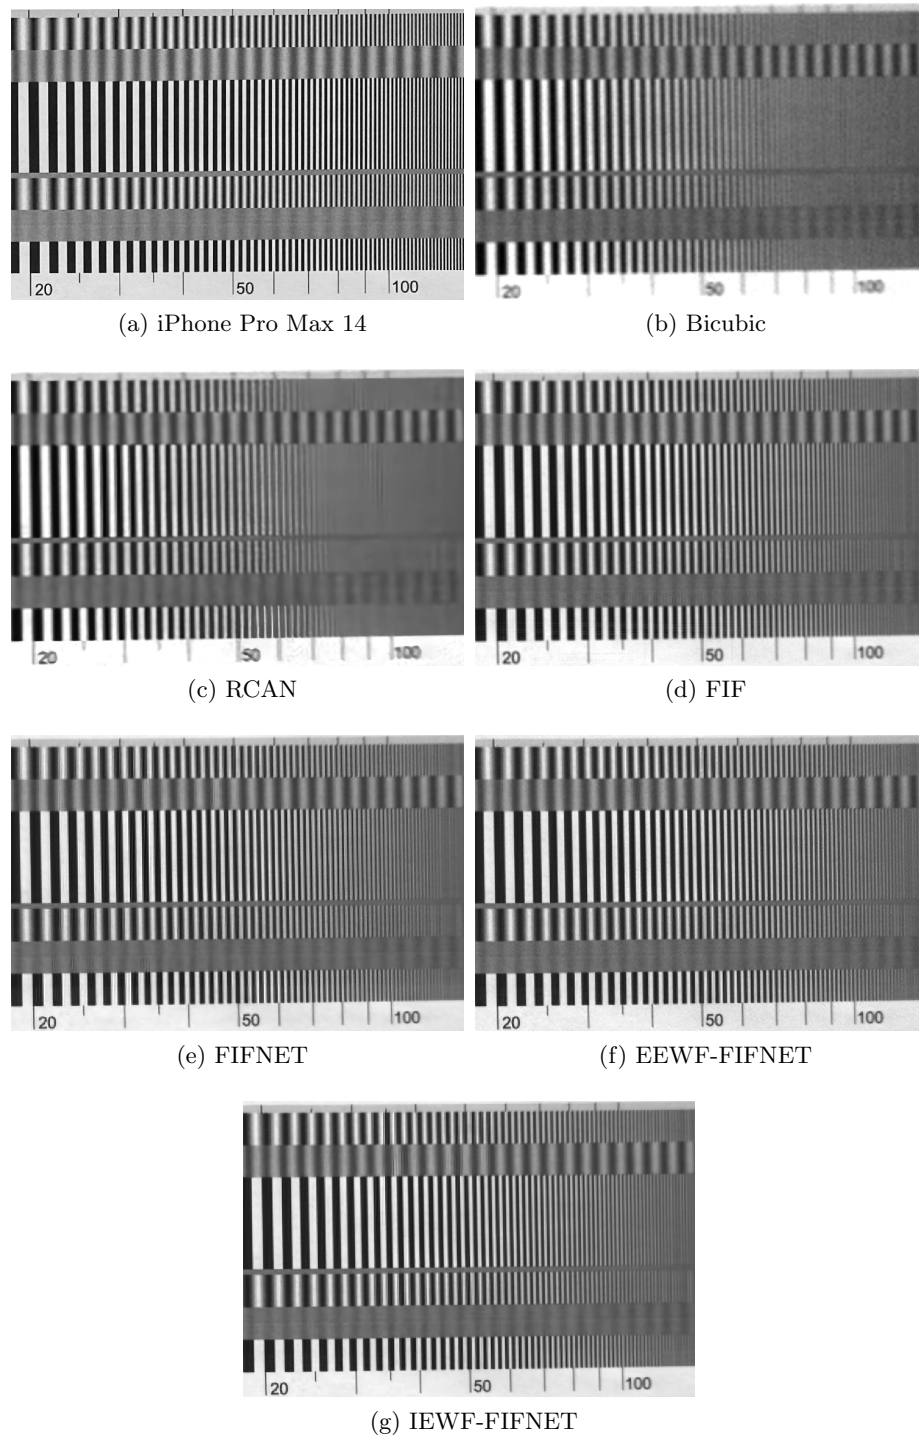 20 50 100
(a) iPhone Pro Max 14
20 50 100
(b) Bicubic
20 50 100
(c) RCAN
20 50 100
(d) FIF
20 50 100
(e) FIFNET
20 50 100
(f) EEWF-FIFNET
20 50 100
(g) IEWF-FIFNET